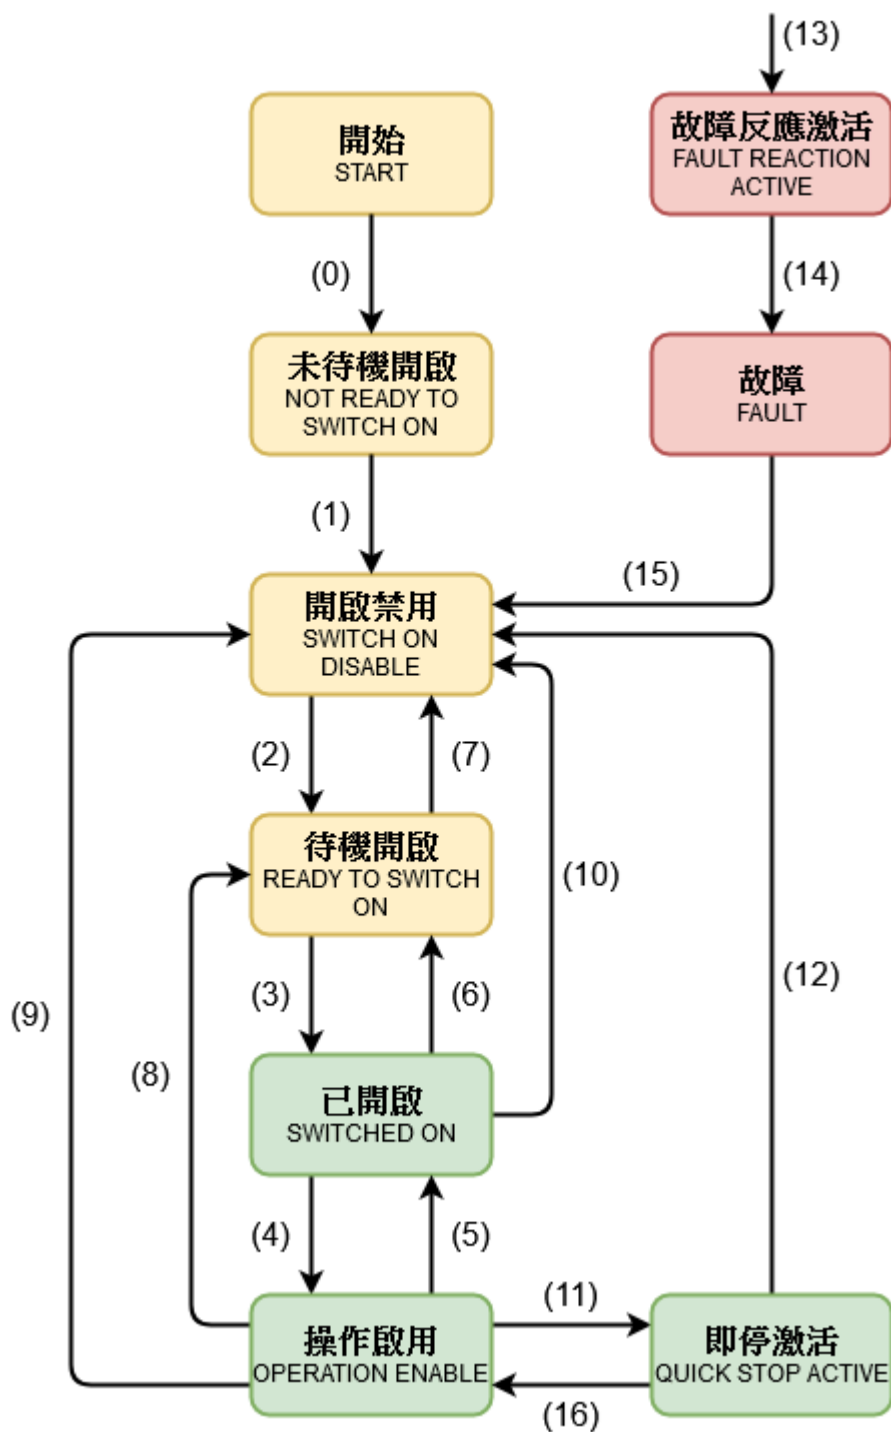 (13)
開始
START
故障反應激活
FAULT REACTION
ACTIVE
(0)
(14)
未待機開啟
NOT READY TO
SWITCH ON
故障
FAULT
(1)
(15)
開啟禁用
SWITCH ON
DISABLE
(2)
(7)
待機開啟
READY TO SWITCH
ON
(10)
(3)
(6)
(12)
(9)
(8)
已開啟
SWITCHED ON
(4)
(5)
(11)
操作啟用
OPERATION ENABLE
即停激活
QUICK STOP ACTIVE
(16)